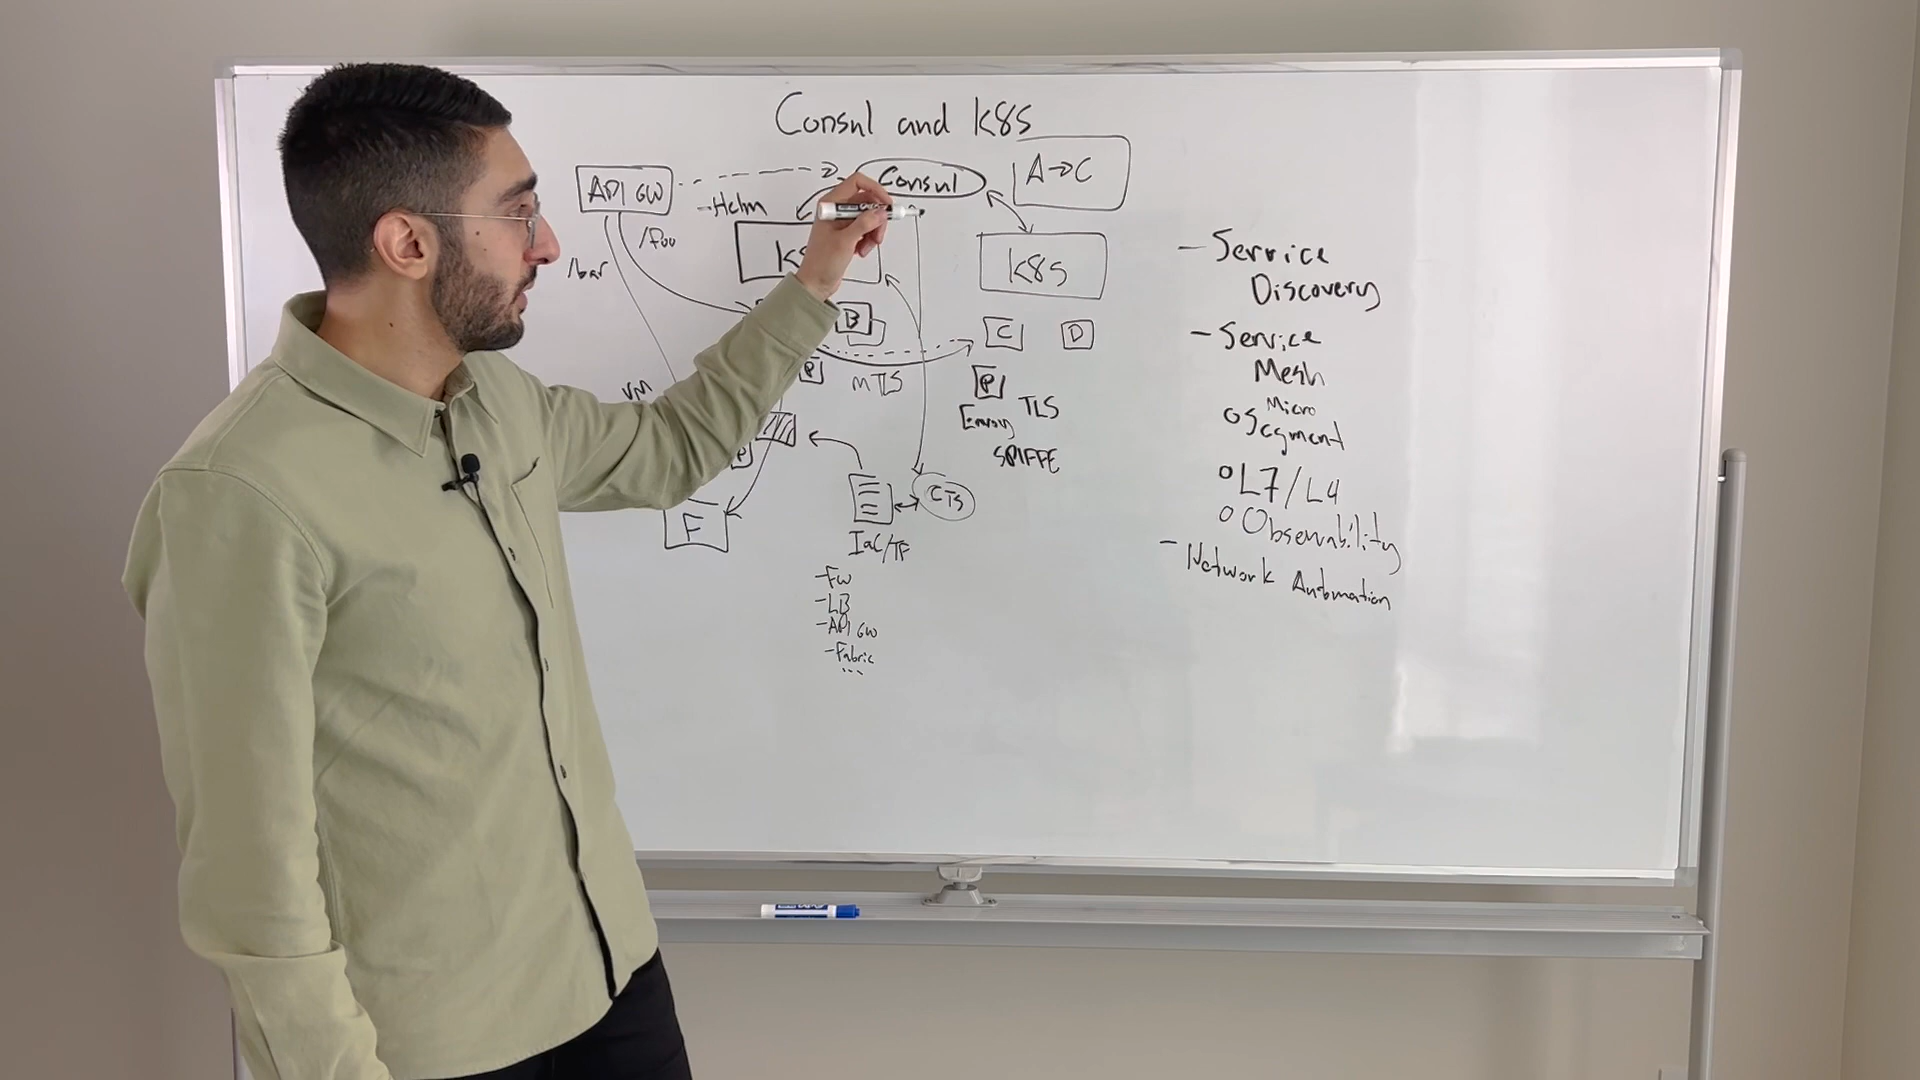 Consul and K8S
API GW
Consul
A→C
-Helm
/foo
/bar
K8S
B
C
D
P
mTLS
P
TLS
Envoy
SPIFFE
VM
P
F
CTS
IaC/TF
-FW
-LB
-API GW
-Fabric
...
- Service
Discovery
- Service
Mesh
Micro
o Segment
o L7/L4
o Observability
- Network Automation